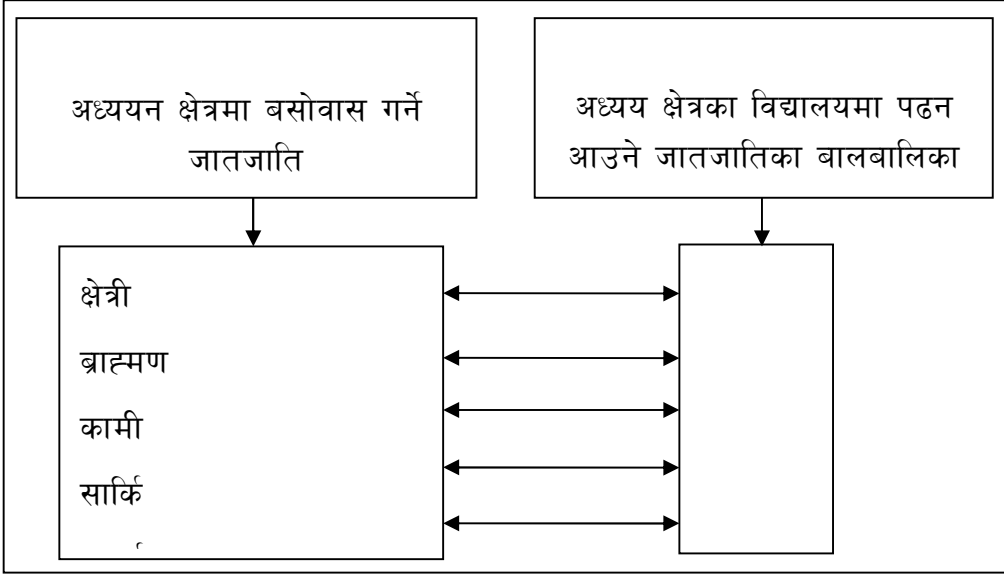 अध्ययन क्षेत्रमा बसोवास गर्ने
जातजाति
अध्यय क्षेत्रका विद्यालयमा पढन
आउने जातजातिका बालबालिका
क्षेत्री
ब्राह्मण
कामी
सार्कि